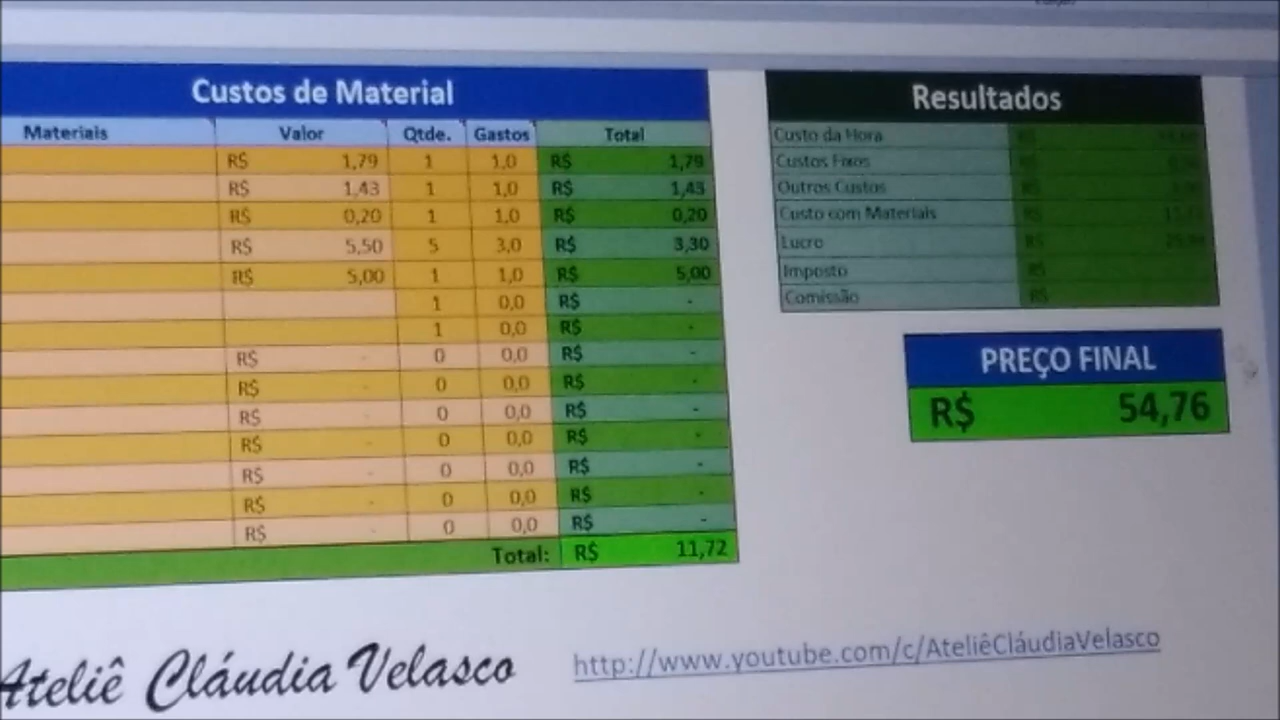 Custos de Material
Materiais Valor Qtde. Gastos Total
R$ 1,79 1 1,0 R$ 1,79
R$ 1,43 1 1,0 R$ 1,43
R$ 0,20 1 1,0 R$ 0,20
R$ 5,50 5 3,0 R$ 3,30
R$ 5,00 1 1,0 R$ 5,00
1 0,0 R$ -
1 0,0 R$ -
R$ - 0 0,0 R$ -
R$ - 0 0,0 R$ -
R$ - 0 0,0 R$ -
R$ - 0 0,0 R$ -
R$ - 0 0,0 R$ -
R$ - 0 0,0 R$ -
R$ - 0 0,0 R$ -
Total: R$ 11,72
Resultados
Custo da Hora R$
Custos Fixos R$
Outros Custos R$
Custo com Materiais R$
Lucro R$
Imposto R$
Comissão R$
PREÇO FINAL
R$ 54,76
Ateliê Cláudia Velasco
http://www.youtube.com/c/AteliêCláudiaVelasco